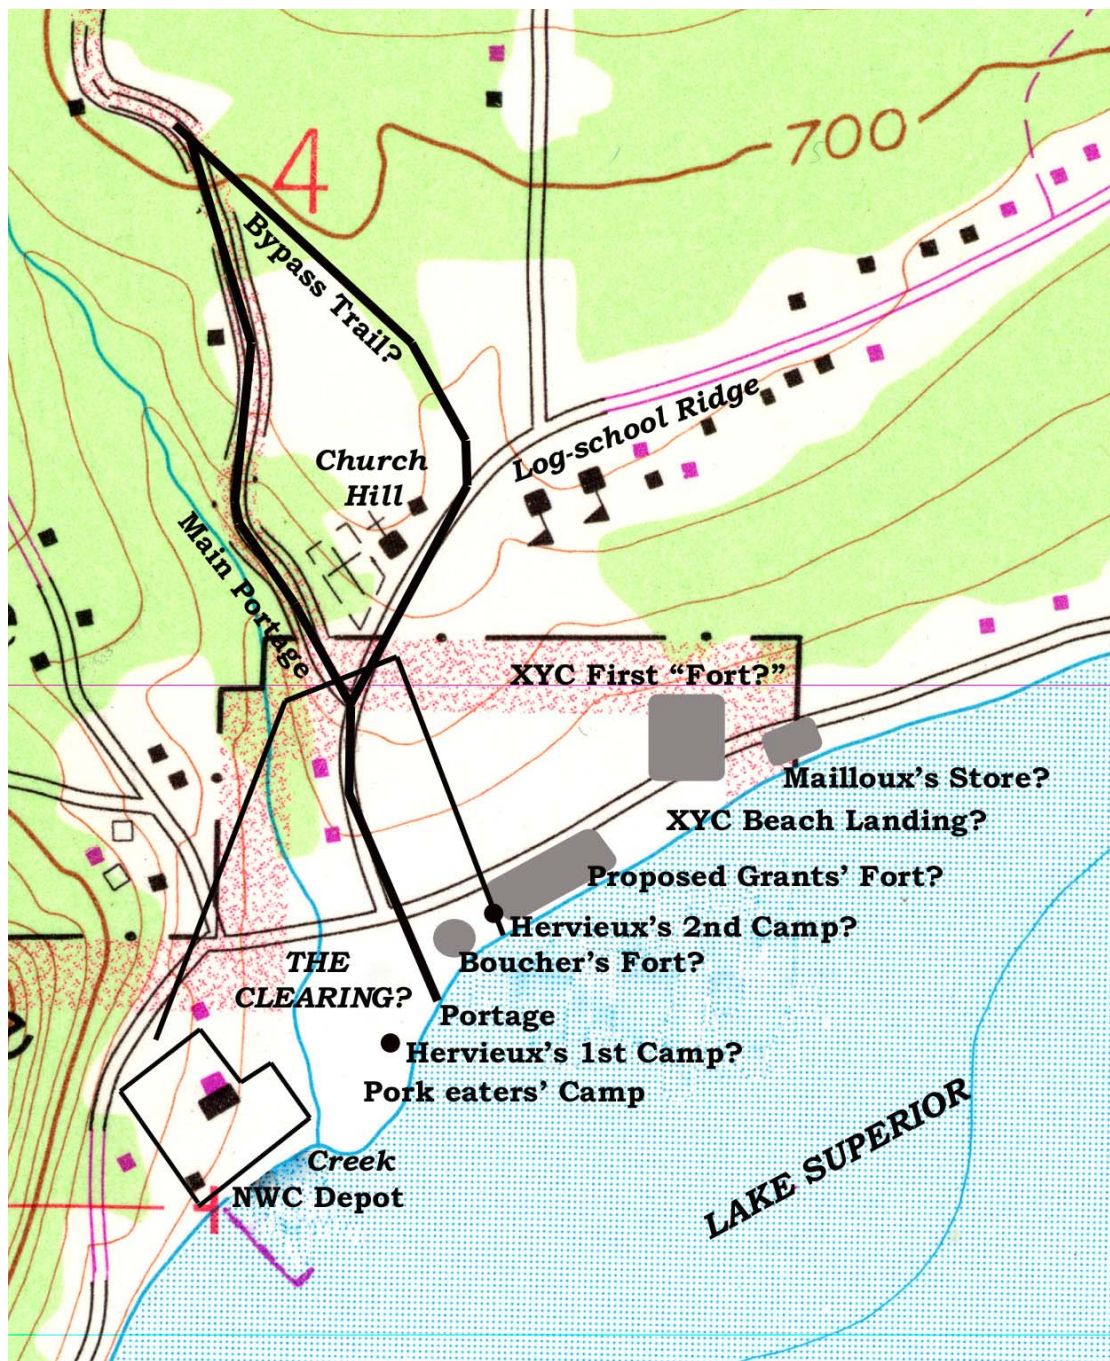 700
4
Bypass Trail?
Log-school Ridge
Church
Hill
Main Portage
XYC First “Fort?”
Mailloux’s Store?
XYC Beach Landing?
Proposed Grants’ Fort?
Hervieux’s 2nd Camp?
THE
CLEARING?
Boucher’s Fort?
Portage
Hervieux’s 1st Camp?
Pork eaters’ Camp
LAKE SUPERIOR
Creek
NWC Depot